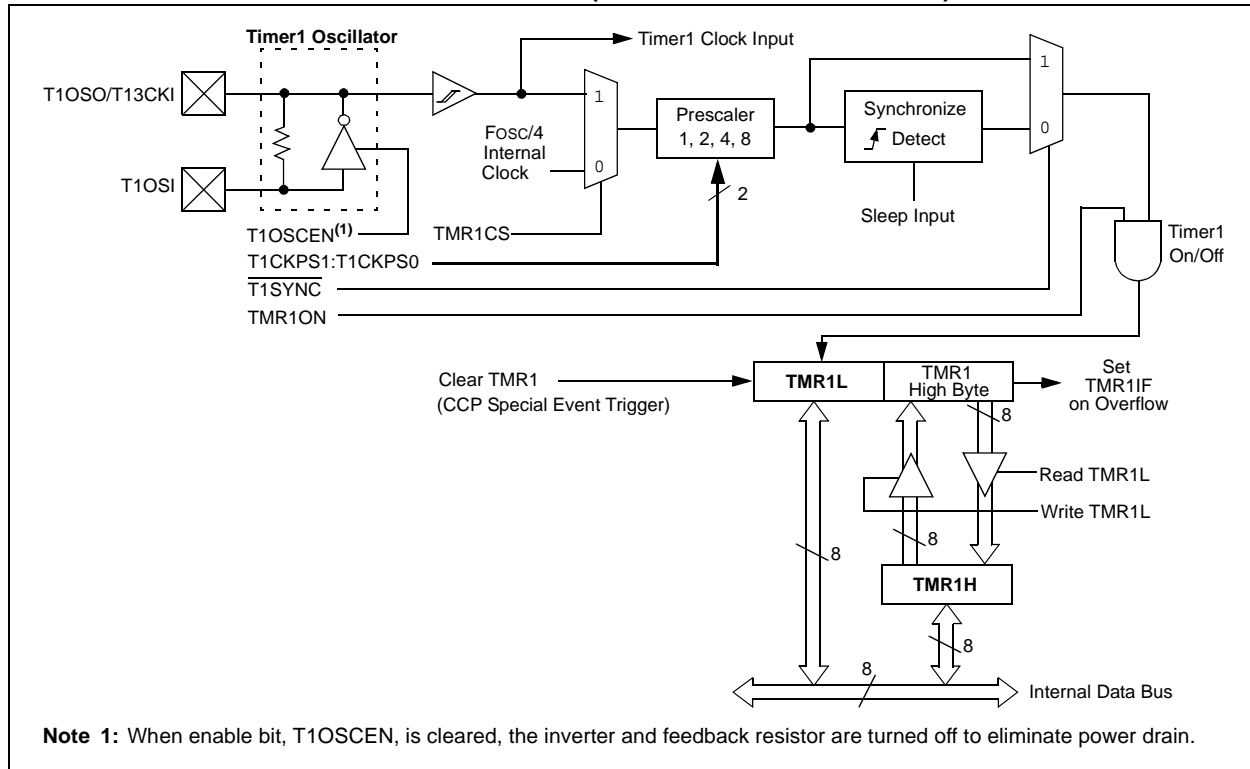 Timer1 Oscillator
Timer1 Clock Input
T1OSO/T13CKI
T1OSI
FOSC/4
Internal
Clock
1
0
Prescaler
1, 2, 4, 8
2
Synchronize
Detect
Sleep Input
1
0
T1OSCEN(1)
TMR1CS
T1CKPS1:T1CKPS0
T1SYNC
TMR1ON
Timer1
On/Off
Clear TMR1
(CCP Special Event Trigger)
TMR1L
TMR1
High Byte
Set
TMR1IF
on Overflow
8
Read TMR1L
Write TMR1L
8
8
TMR1H
8
8
Internal Data Bus
Note 1: When enable bit, T1OSCEN, is cleared, the inverter and feedback resistor are turned off to eliminate power drain.